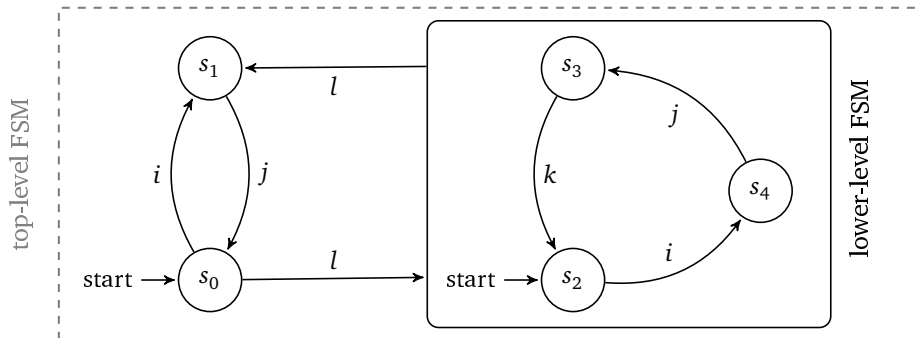 top-level FSM
s1
l
s3
j
lower-level FSM
i
j
k
s4
start
s0
l
start
s2
i